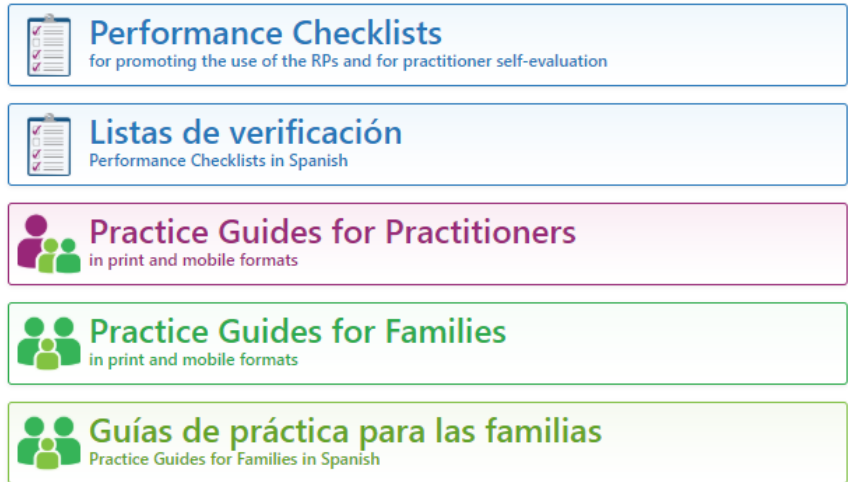 Performance Checklists
for promoting the use of the RPs and for practitioner self-evaluation
Listas de verificación
Performance Checklists in Spanish
Practice Guides for Practitioners
in print and mobile formats
Practice Guides for Families
in print and mobile formats
Guías de práctica para las familias
Practice Guides for Families in Spanish